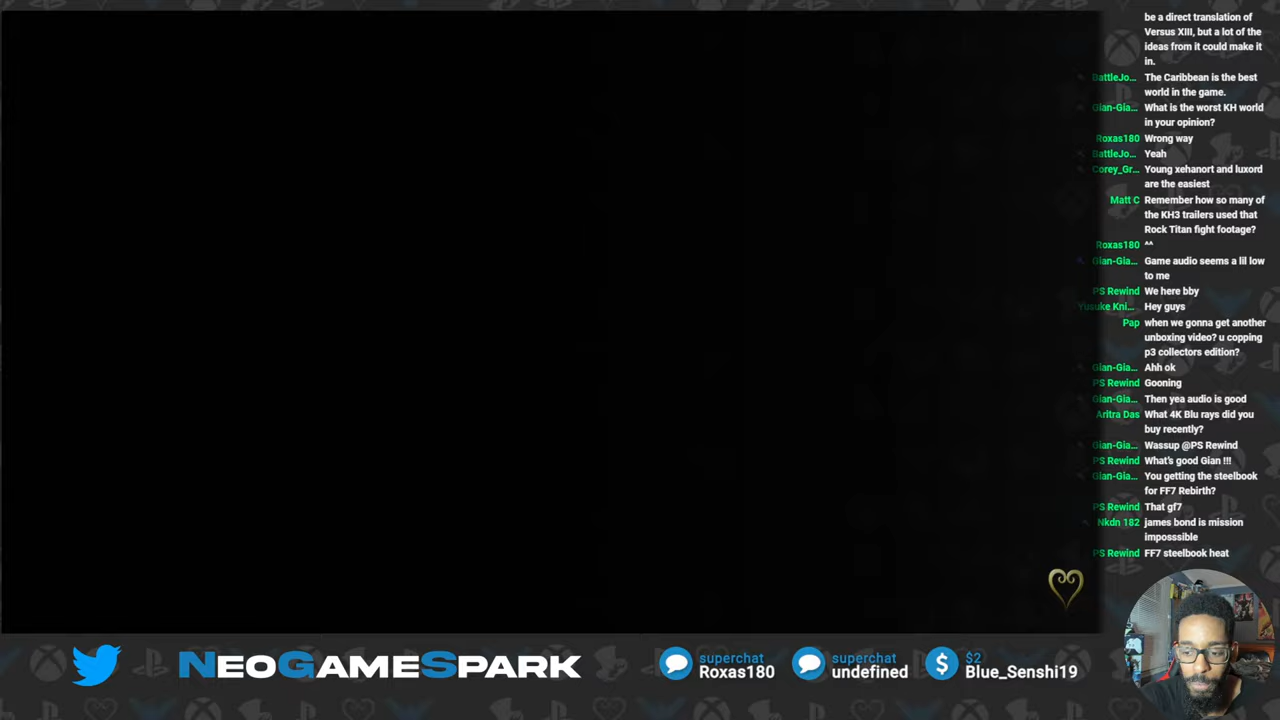 be a direct translation of
Versus XIII, but a lot of the
ideas from it could make it
in.
BattleJo... The Caribbean is the best
world in the game.
Gian-Gia... What is the worst KH world
in your opinion?
Roxas180 Wrong way
BattleJo... Yeah
Corey_Gr... Young xehanort and luxord
are the easiest
Matt C Remember how so many of
the KH3 trailers used that
Rock Titan fight footage?
Roxas180 ^^
Gian-Gia... Game audio seems a lil low
to me
PS Rewind We here bby
Yusuke Kni... Hey guys
Pap when we gonna get another
unboxing video? u copping
p3 collectors edition?
Gian-Gia... Ahh ok
PS Rewind Gooning
Gian-Gia... Then yea audio is good
Aritra Das What 4K Blu rays did you
buy recently?
Gian-Gia... Wassup @PS Rewind
PS Rewind What's good Gian !!!
Gian-Gia... You getting the steelbook
for FF7 Rebirth?
PS Rewind That gf7
Nkdn 182 james bond is mission
imposssible
PS Rewind FF7 steelbook heat
NEOGAMESPARK
superchat
Roxas180
superchat
undefined
$2
Blue_Senshi19